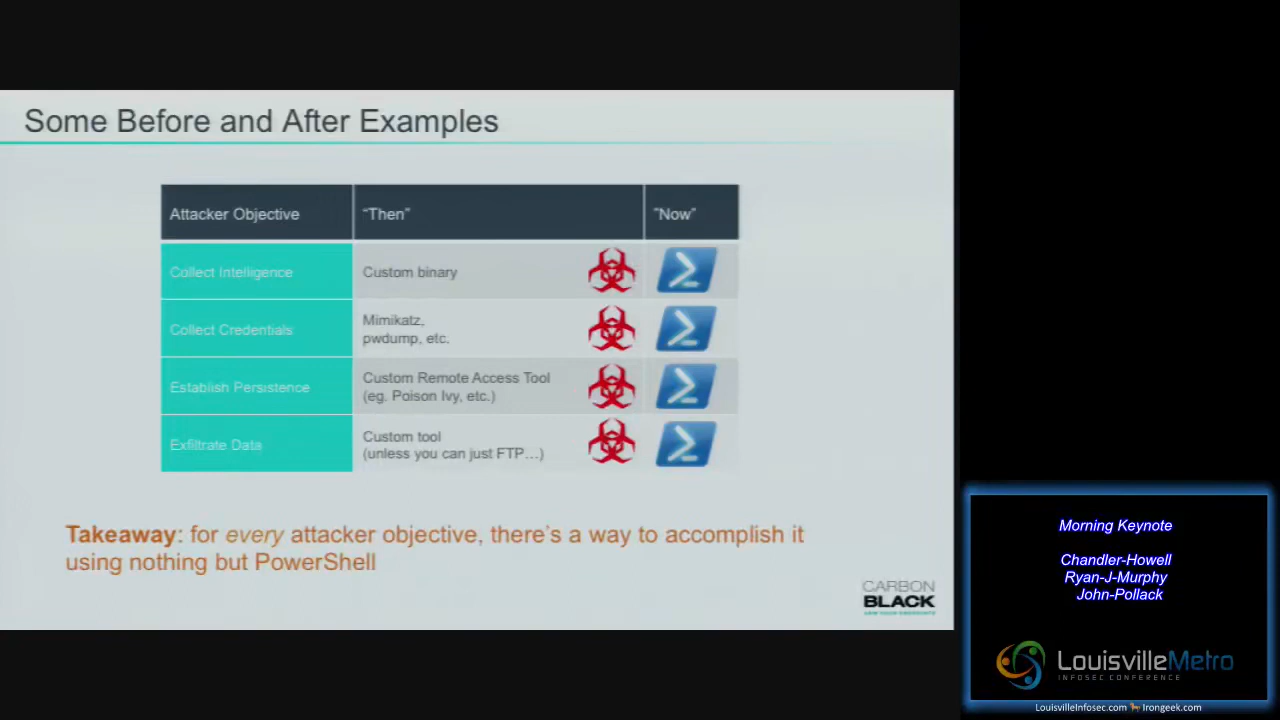 Some Before and After Examples
Attacker Objective
“Then”
“Now”
Collect Intelligence
Custom binary
Collect Credentials
Mimikatz,
pwdump, etc.
Establish Persistence
Custom Remote Access Tool
(eg. Poison Ivy, etc.)
Exfiltrate Data
Custom tool
(unless you can just FTP…)
Takeaway: for every attacker objective, there’s a way to accomplish it
using nothing but PowerShell
CARBON
BLACK
Morning Keynote
Chandler-Howell
Ryan-J-Murphy
John-Pollack
LouisvilleMetro
INFOSEC CONFERENCE
LouisvilleInfosec.com Irongeek.com